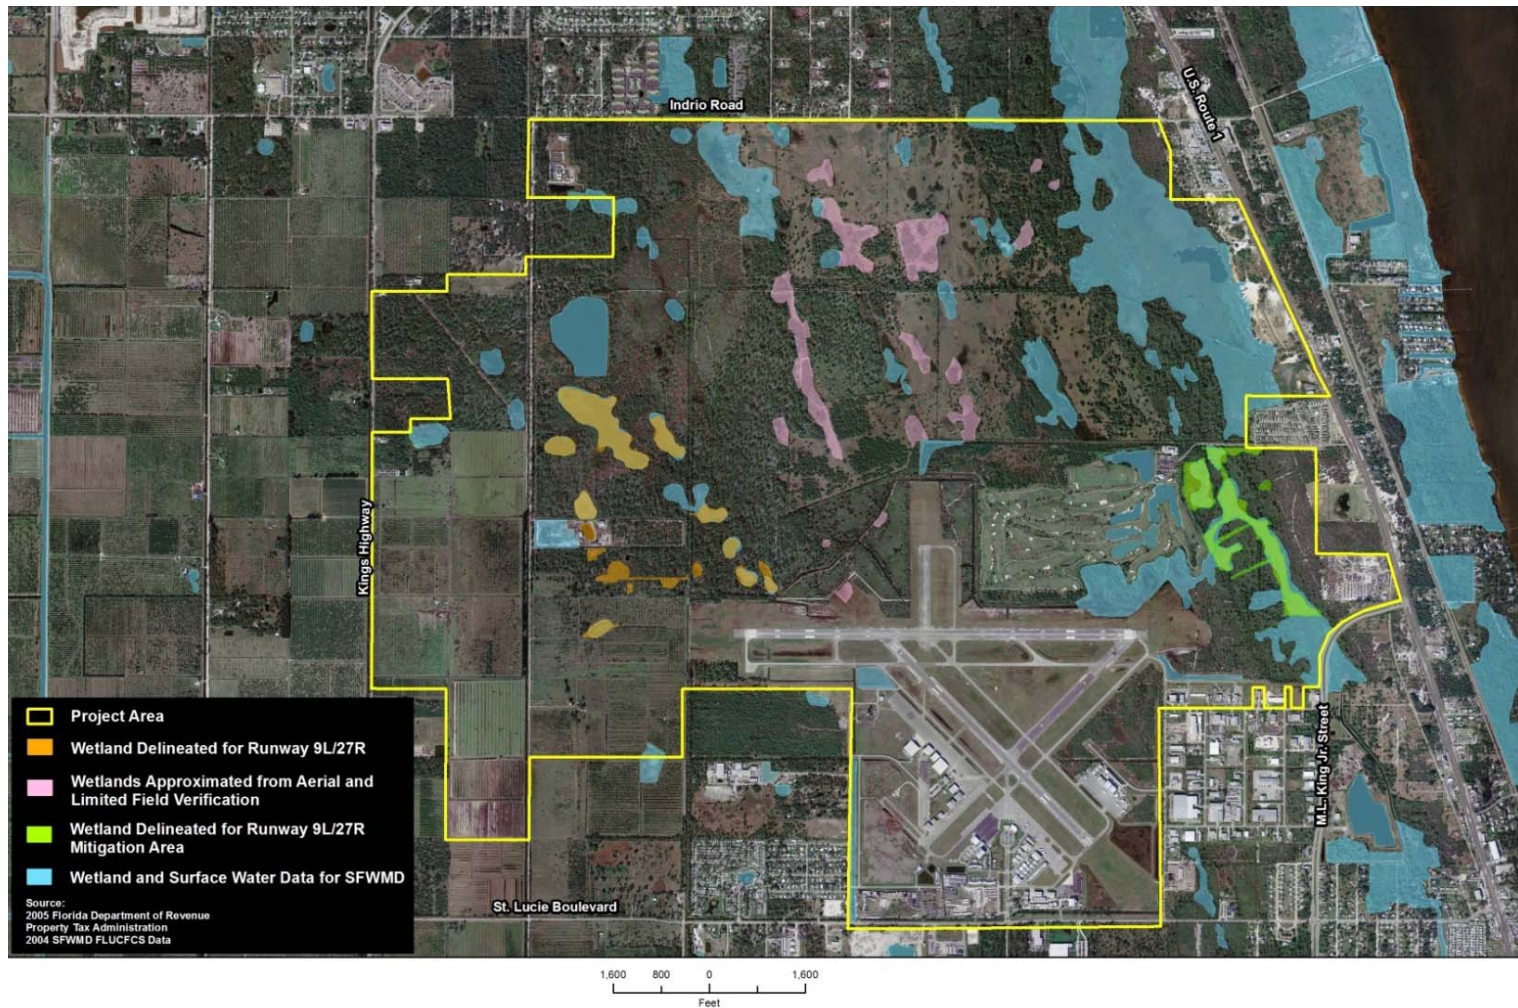 Indrio Road
U.S. Route 1
Kings Highway
M.L. King Jr. Street
St. Lucie Boulevard
Project Area
Wetland Delineated for Runway 9L/27R
Wetlands Approximated from Aerial and
Limited Field Verification
Wetland Delineated for Runway 9L/27R
Mitigation Area
Wetland and Surface Water Data for SFWMD
Source:
2005 Florida Department of Revenue
Property Tax Administration
2004 SFWMD FLUCFCS Data
1,600 800 0 1,600
Feet